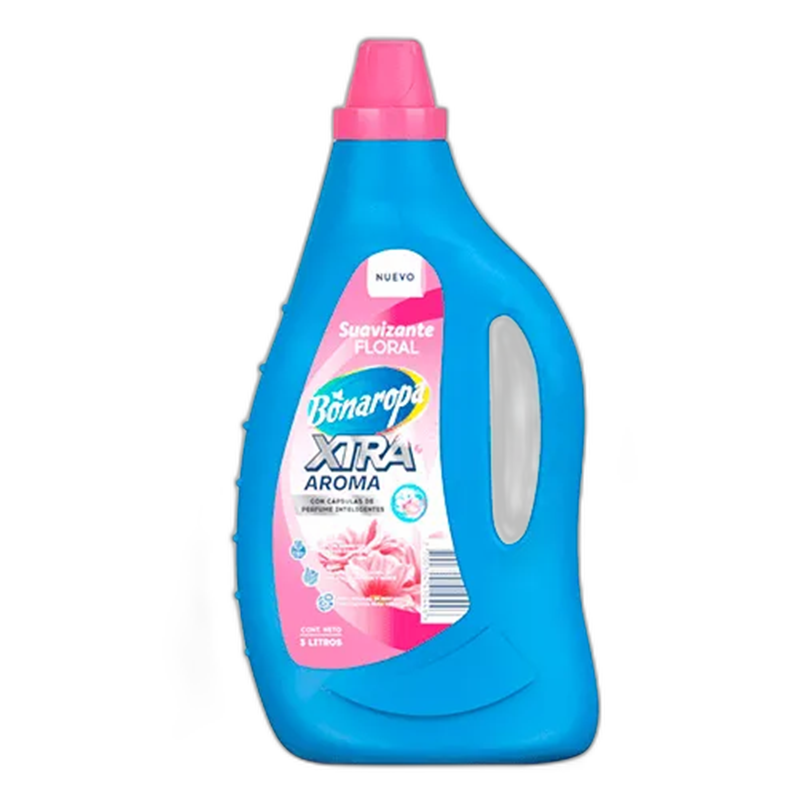 NUEVO
Suavizante
FLORAL
Bonaropa
XTRA
AROMA
CON CÁPSULAS DE
PERFUME INTELIGENTES
CONT. NETO
3 LITROS